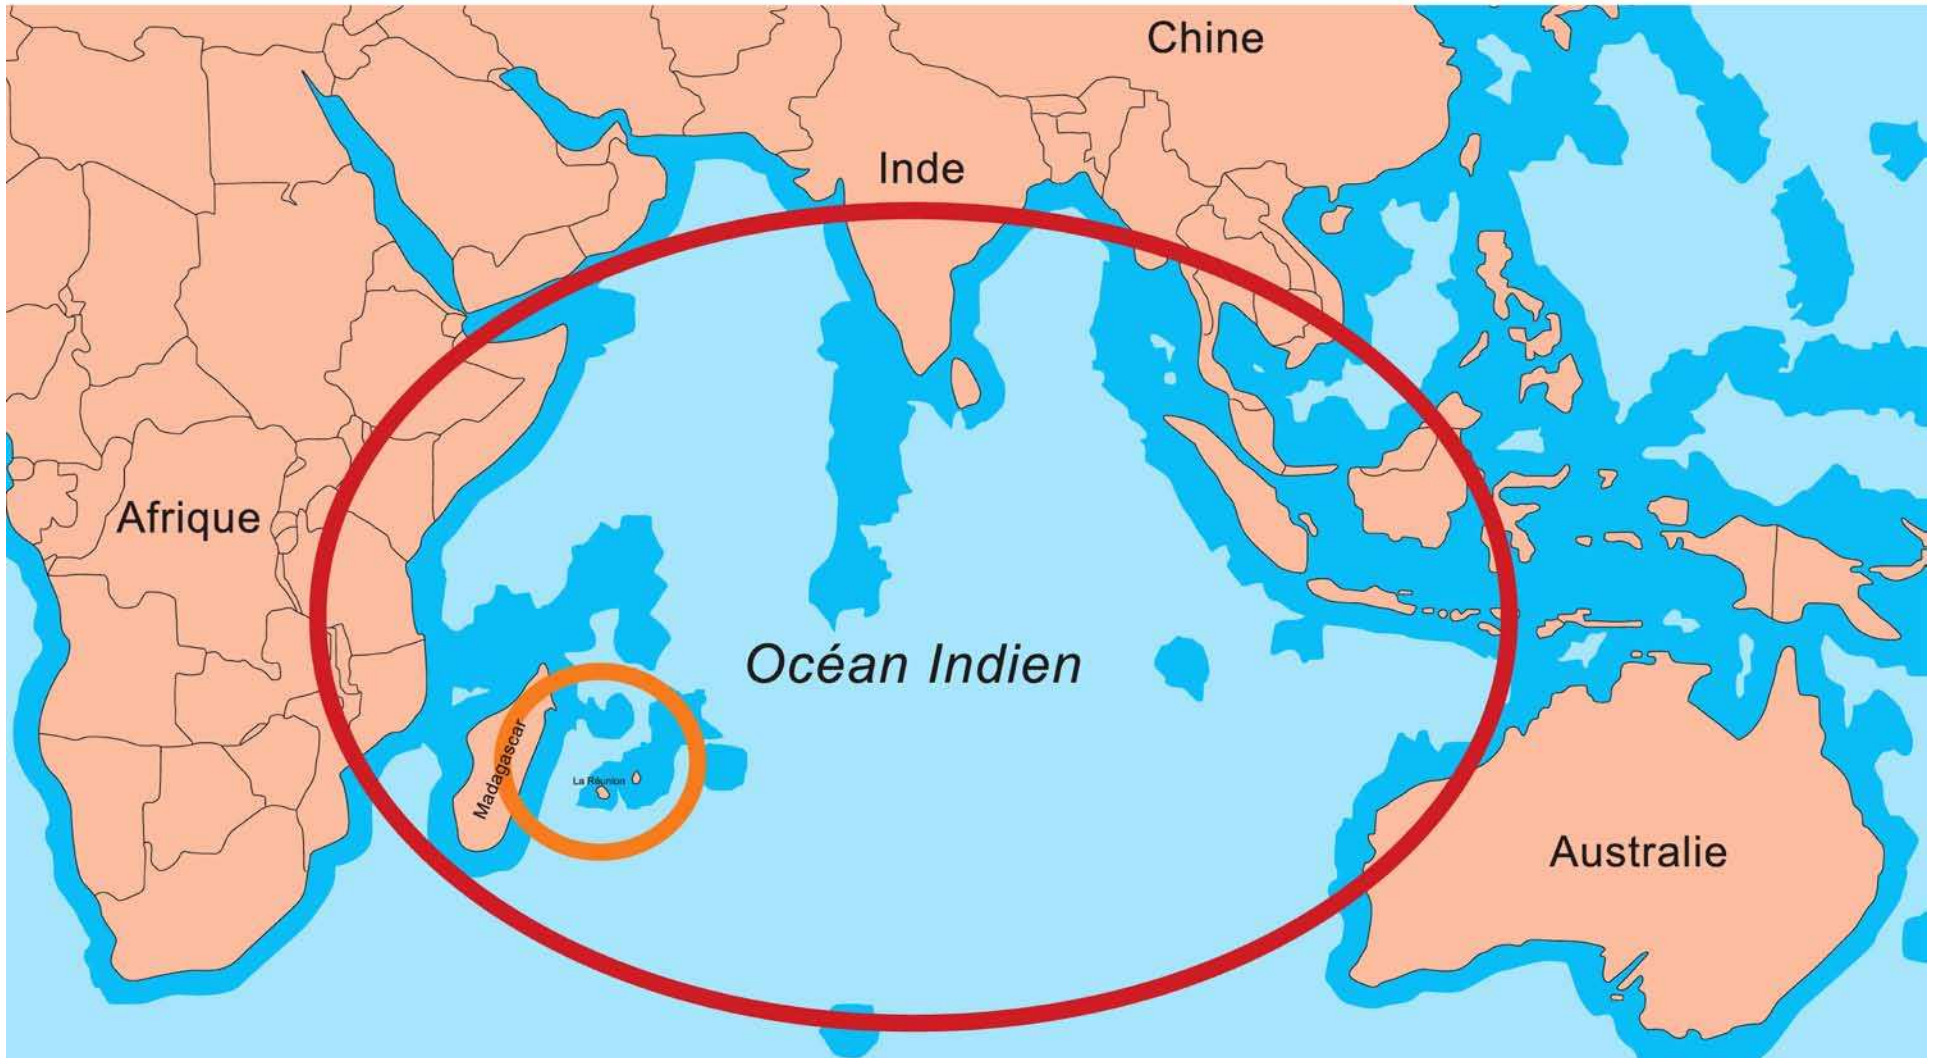 Chine
Inde
Afrique
Océan Indien
Madagascar
La Réunion
Australie